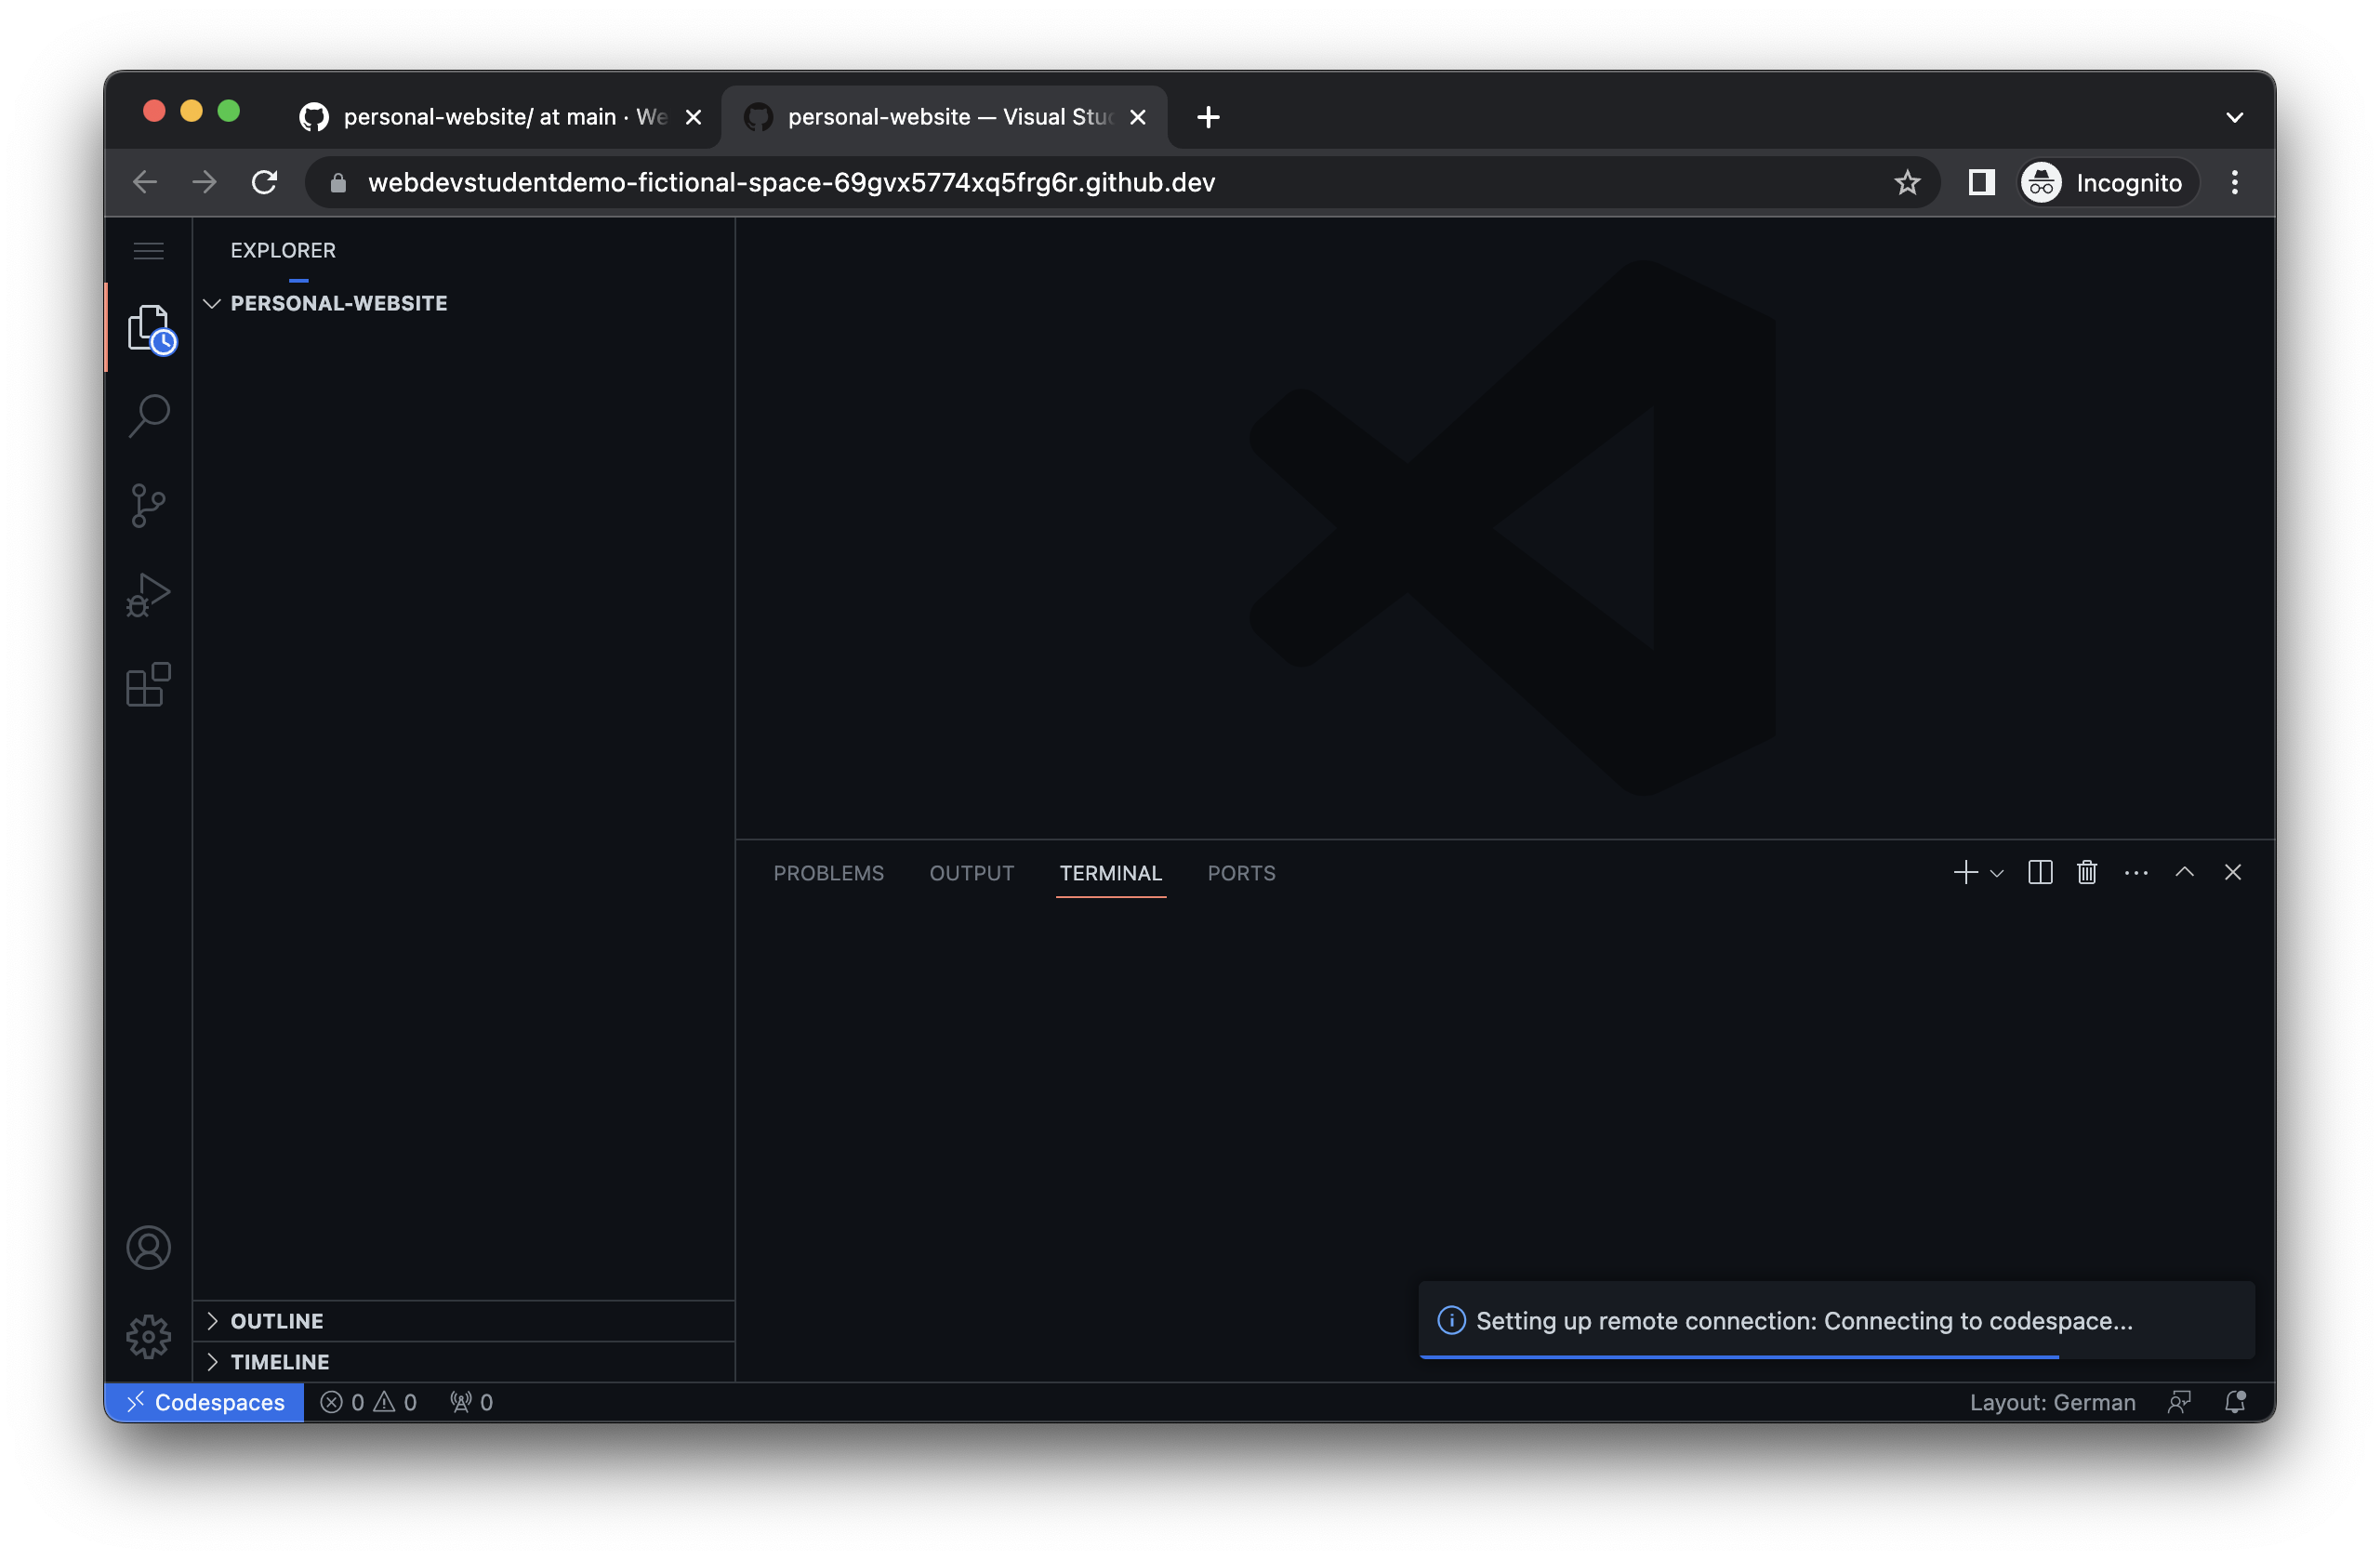 personal-website/ at main · We
personal-website — Visual Stu
webdevstudentdemo-fictional-space-69gvx5774xq5frg6r.github.dev
Incognito
EXPLORER
PERSONAL-WEBSITE
PROBLEMS OUTPUT TERMINAL PORTS
Setting up remote connection: Connecting to codespace...
OUTLINE
TIMELINE
Codespaces 0 0 0 Layout: German